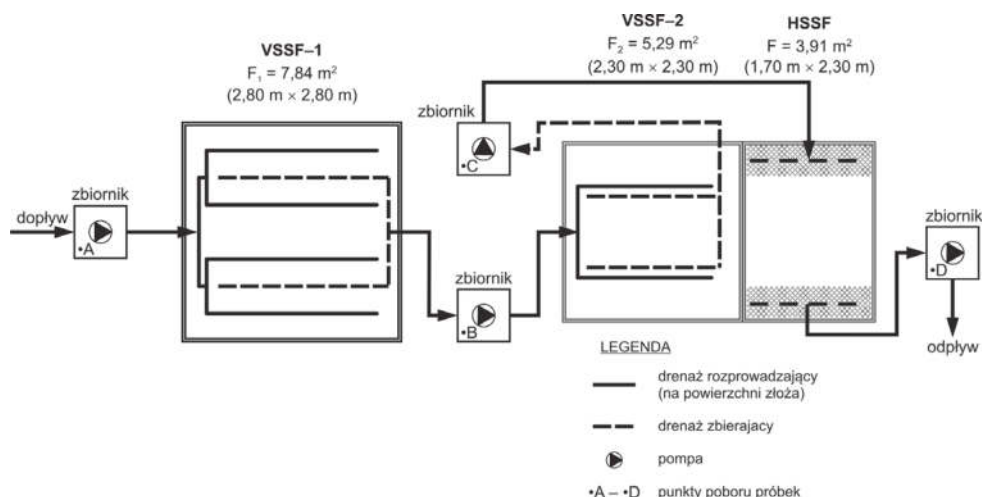 VSSF–1
F₁ = 7,84 m²
(2,80 m × 2,80 m)
VSSF–2
F₂ = 5,29 m²
(2,30 m × 2,30 m)
HSSF
F = 3,91 m²
(1,70 m × 2,30 m)
zbiornik
•C
zbiornik
dopływ
•A
zbiornik
•B
zbiornik
•D
odpływ
LEGENDA
drenaż rozprowadzający
(na powierzchni złoża)
drenaż zbierajacy
pompa
•A – •D punkty poboru próbek